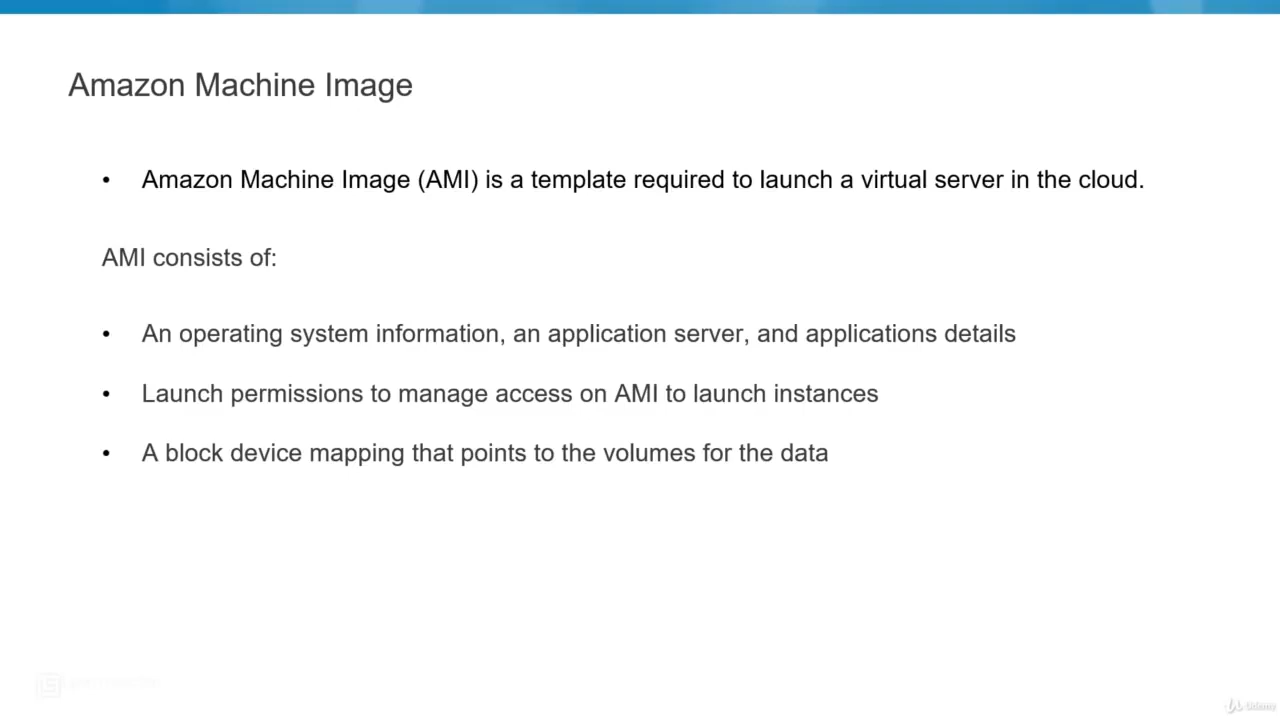 Amazon Machine Image
• Amazon Machine Image (AMI) is a template required to launch a virtual server in the cloud.
AMI consists of:
• An operating system information, an application server, and applications details
• Launch permissions to manage access on AMI to launch instances
• A block device mapping that points to the volumes for the data
Udemy